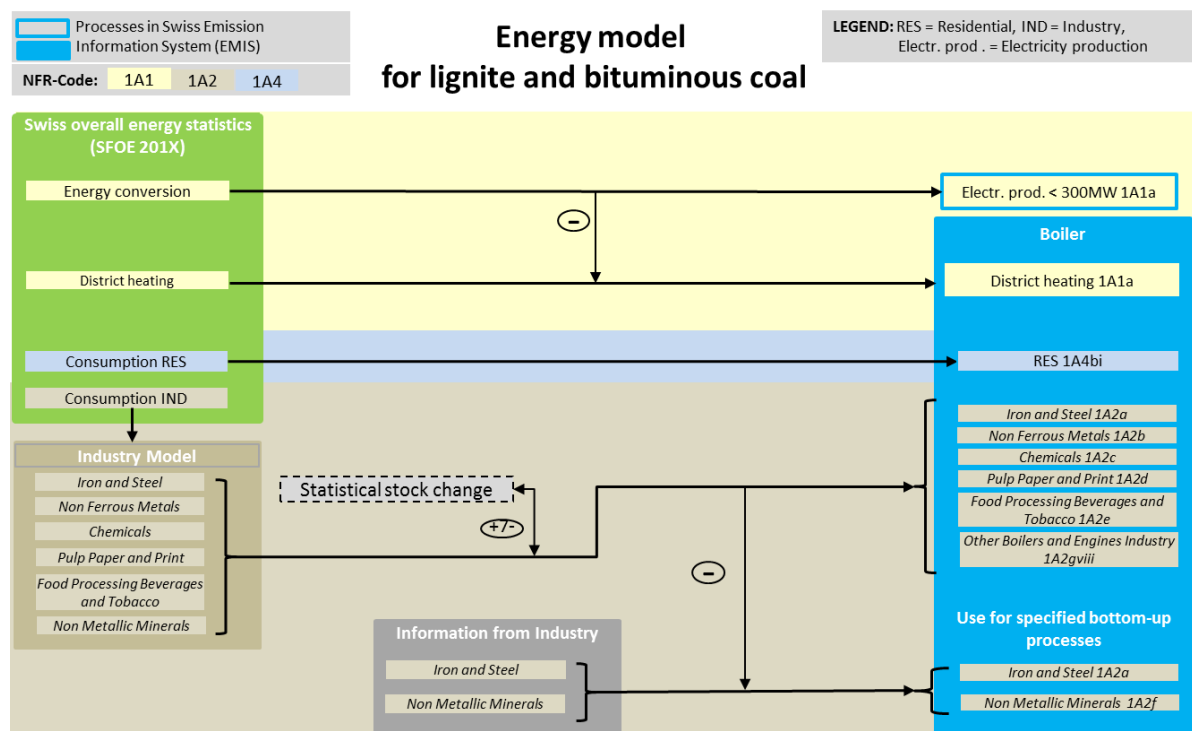 Processes in Swiss Emission
Information System (EMIS)
NFR-Code: 1A1 1A2 1A4
Energy model
for lignite and bituminous coal
LEGEND: RES = Residential, IND = Industry,
Electr. prod . = Electricity production
Swiss overall energy statistics
(SFOE 201X)
Energy conversion
Electr. prod. < 300MW 1A1a
–
Boiler
District heating
District heating 1A1a
Consumption RES
RES 1A4bi
Consumption IND
Industry Model
Iron and Steel
Non Ferrous Metals
Chemicals
Pulp Paper and Print
Food Processing Beverages
and Tobacco
Non Metallic Minerals
Statistical stock change
+7-
–
Iron and Steel 1A2a
Non Ferrous Metals 1A2b
Chemicals 1A2c
Pulp Paper and Print 1A2d
Food Processing Beverages and
Tobacco 1A2e
Other Boilers and Engines Industry
1A2gviii
Information from Industry
Iron and Steel
Non Metallic Minerals
Use for specified bottom-up
processes
Iron and Steel 1A2a
Non Metallic Minerals 1A2f